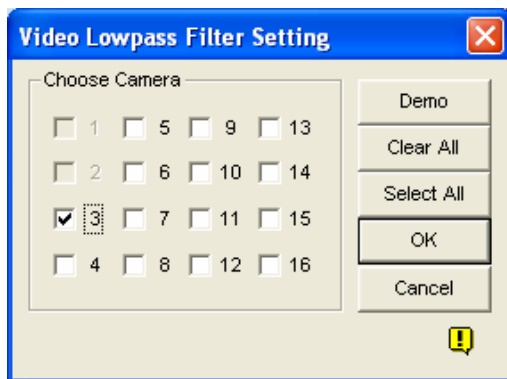 Video Lowpass Filter Setting
Choose Camera
1 5 9 13
2 6 10 14
3 7 11 15
4 8 12 16
Demo
Clear All
Select All
OK
Cancel
!